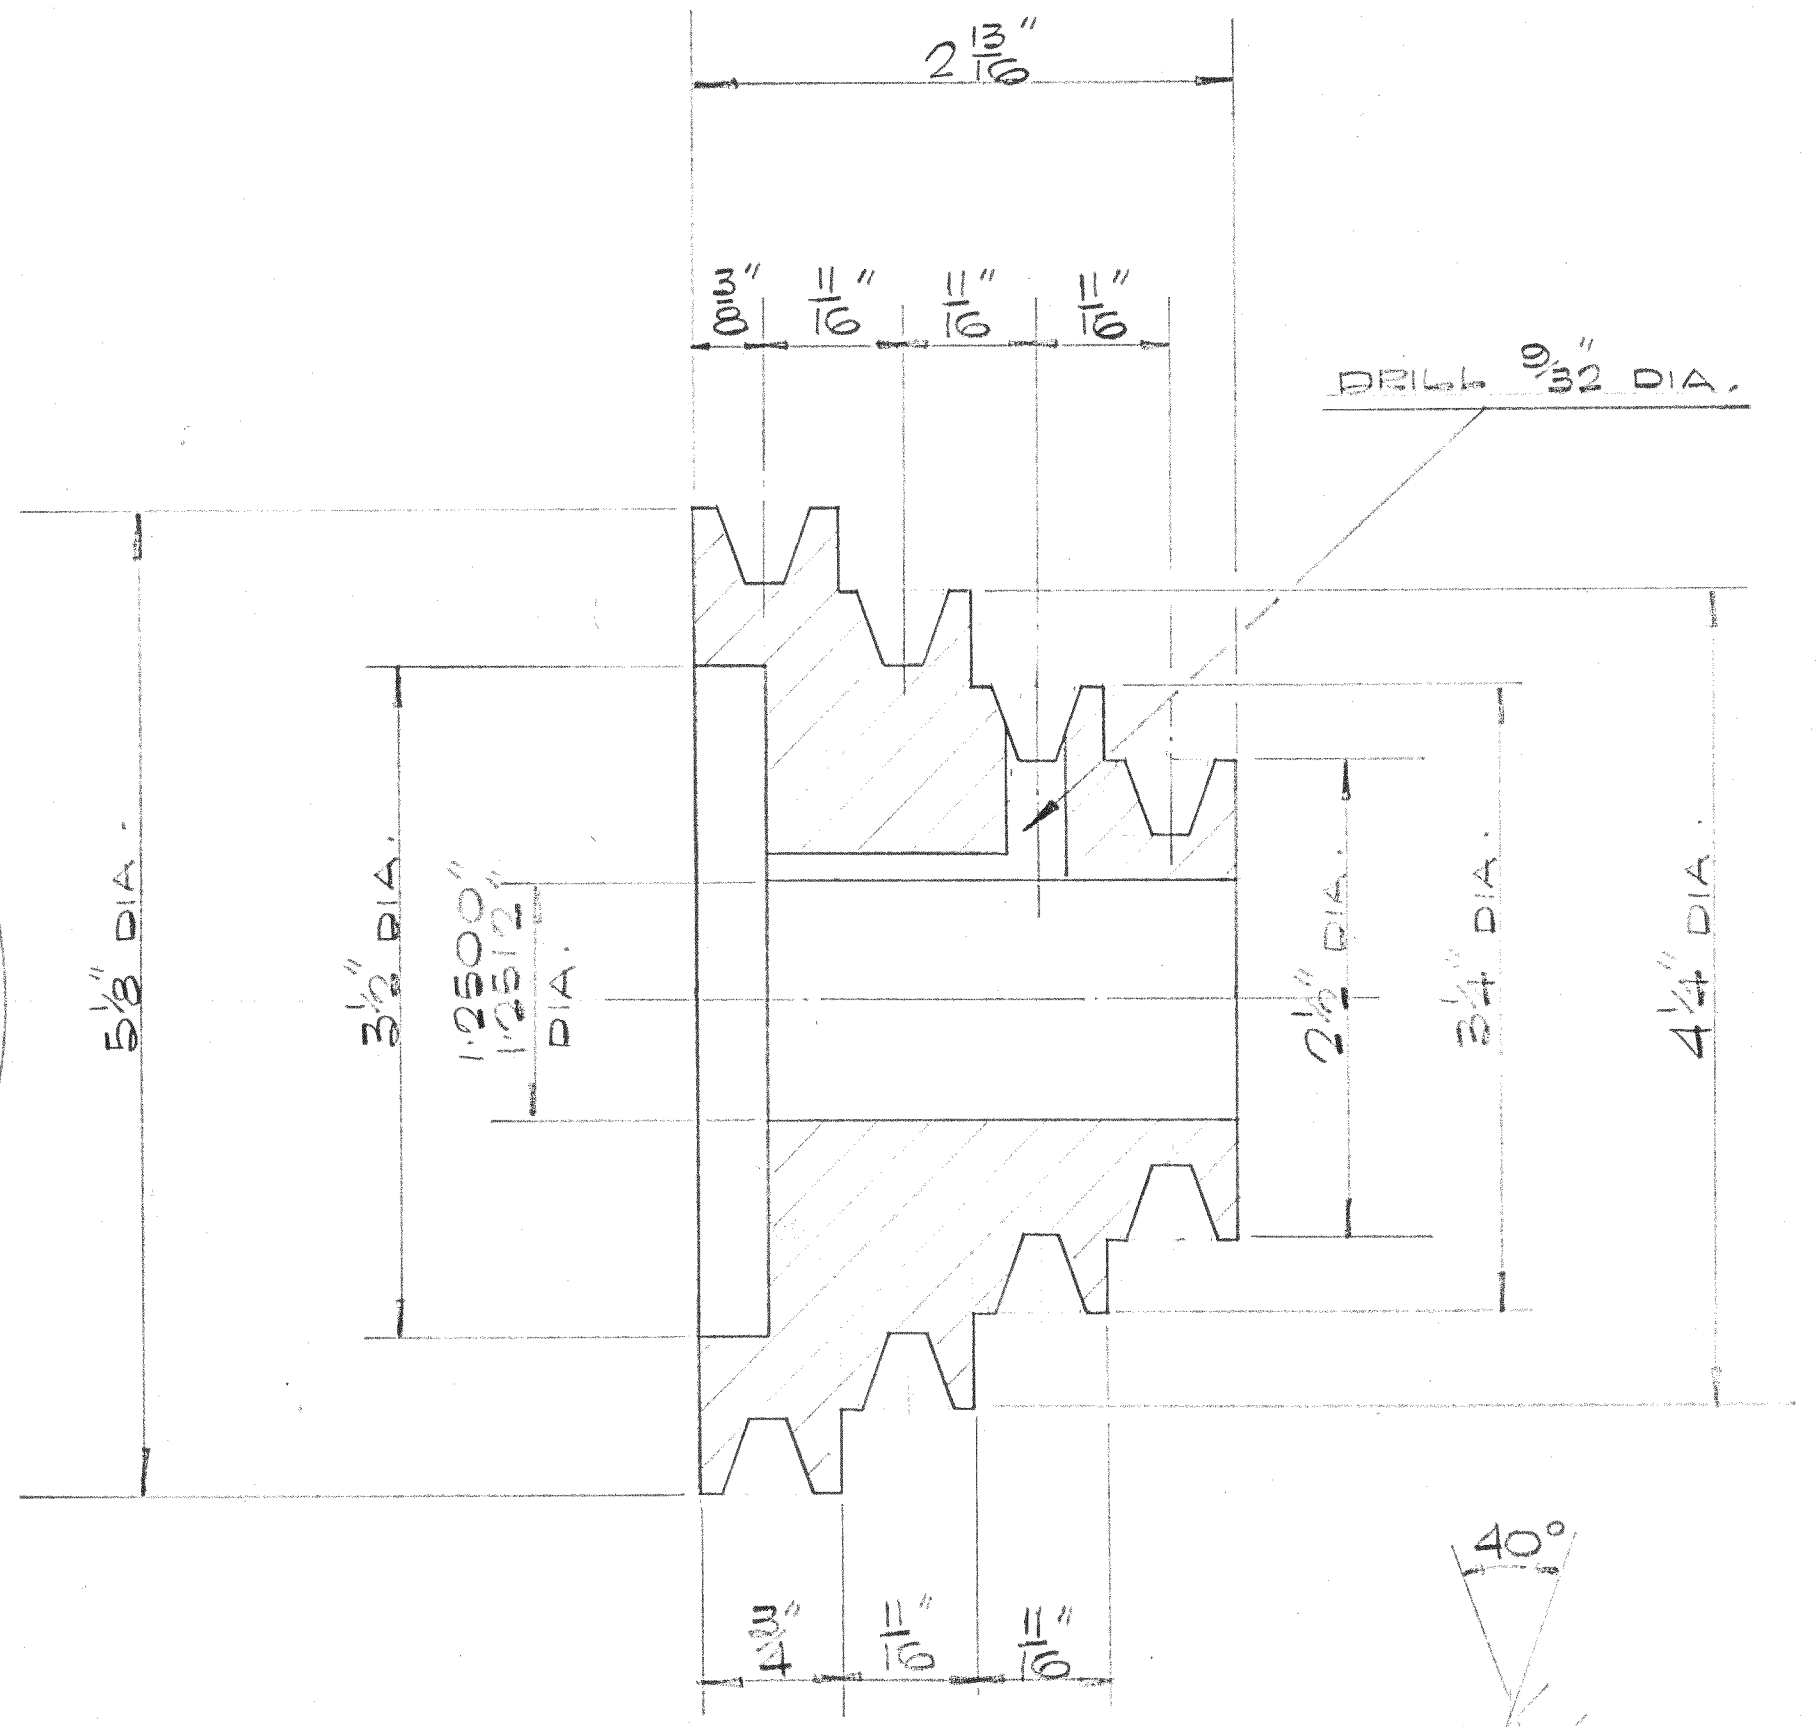 2 13/16"
3/8" 11/16" 11/16" 11/16"
DRILL 9/32" DIA.
5 1/8" DIA.
3 1/2" DIA.
1.2500"
1.2512"
DIA.
2 1/2" DIA.
3 1/4" DIA.
4 1/4" DIA.
3/4" 11/16" 11/16"
40°